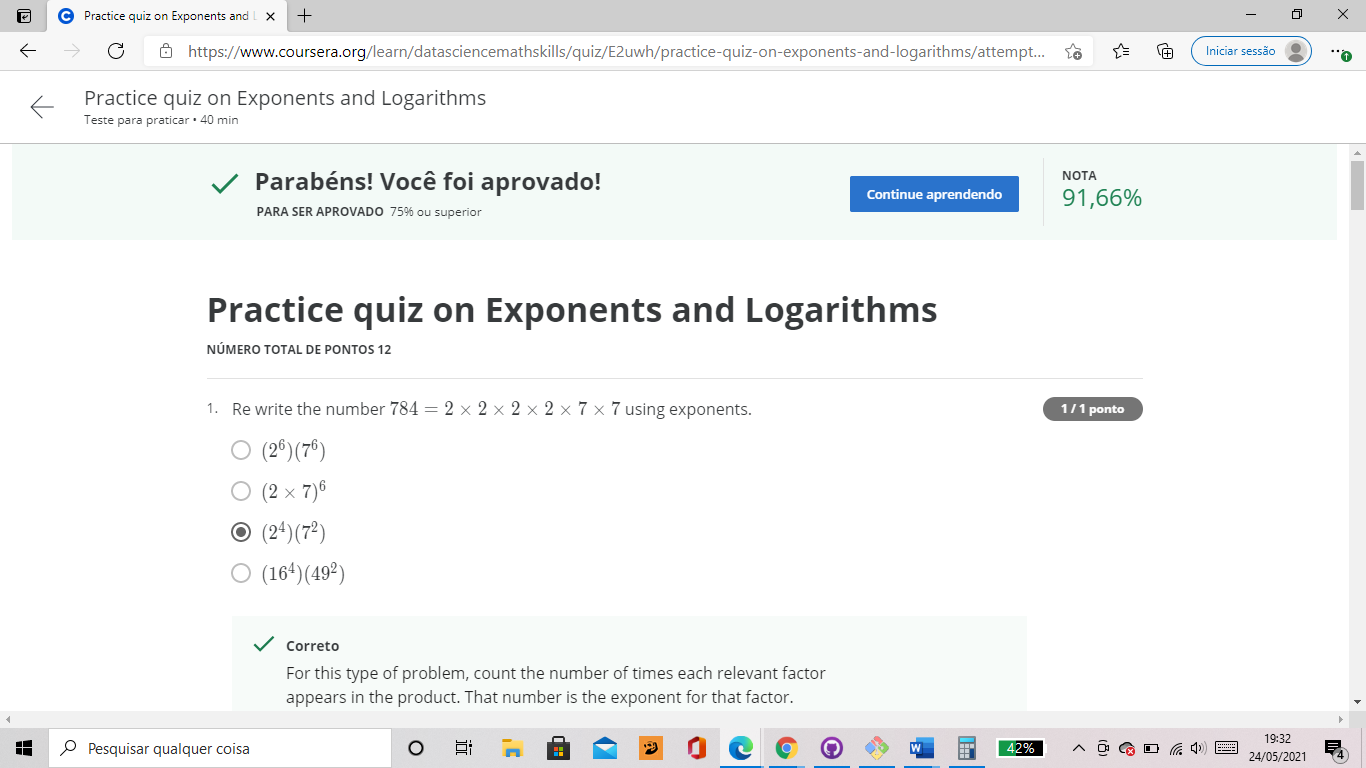 Practice quiz on Exponents and L
https://www.coursera.org/learn/datasciencemathskills/quiz/E2uwh/practice-quiz-on-exponents-and-logarithms/attempt...
Iniciar sessão
Practice quiz on Exponents and Logarithms
Teste para praticar • 40 min
Parabéns! Você foi aprovado!
PARA SER APROVADO 75% ou superior
Continue aprendendo
NOTA
91,66%
Practice quiz on Exponents and Logarithms
NÚMERO TOTAL DE PONTOS 12
1. Re write the number 784 = 2 × 2 × 2 × 2 × 7 × 7 using exponents.
1 / 1 ponto
(2⁶)(7⁶)
(2 × 7)⁶
(2⁴)(7²)
(16⁴)(49²)
Correto
For this type of problem, count the number of times each relevant factor
appears in the product. That number is the exponent for that factor.
Pesquisar qualquer coisa
42%
19:32
24/05/2021
4